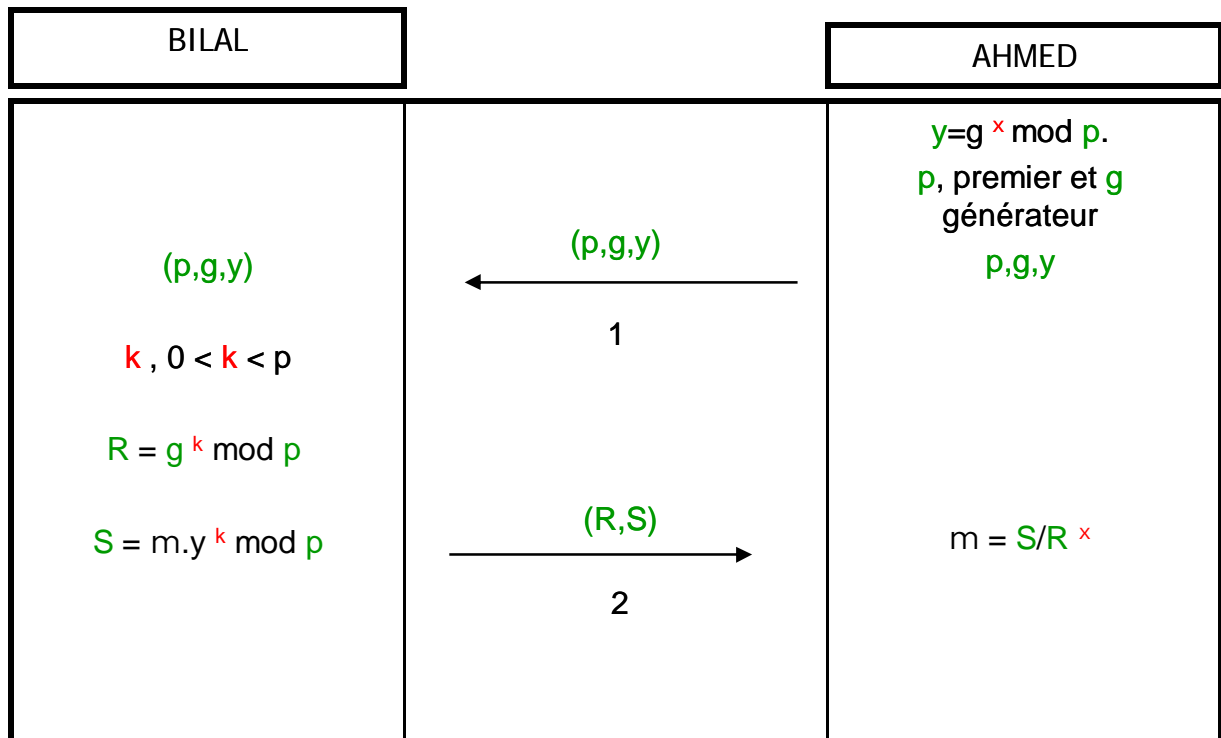 BILAL
AHMED
y=g ˣ mod p.
p, premier et g
générateur
p,g,y
(p,g,y)
1
(p,g,y)
k , 0 < k < p
R = g ᵏ mod p
S = m.y ᵏ mod p
(R,S)
2
m = S/R ˣ